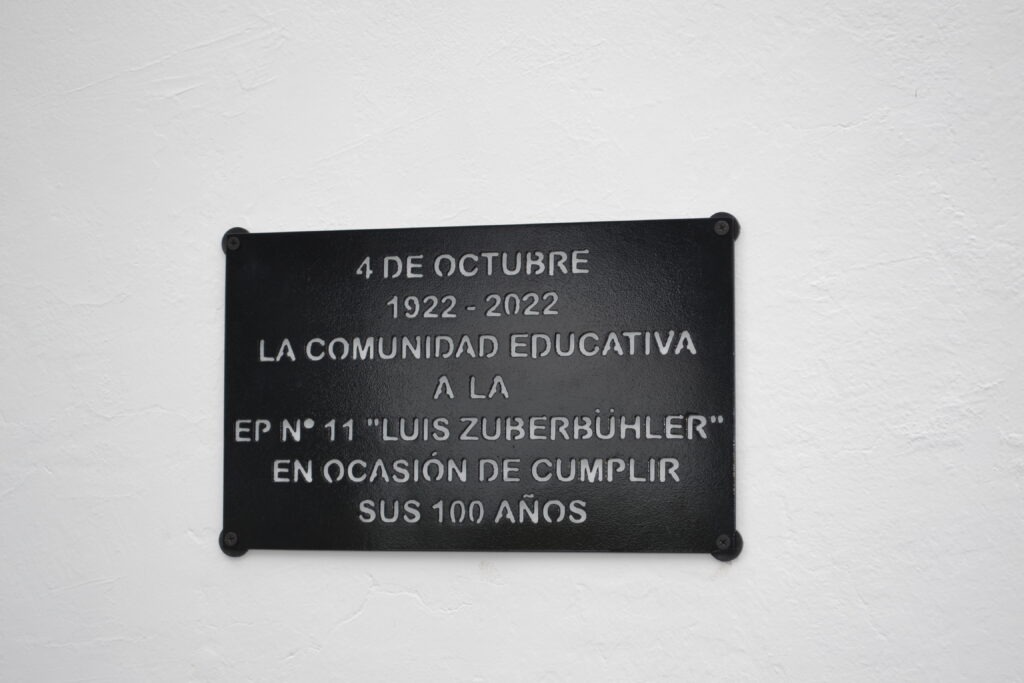 4 DE OCTUBRE
1922 - 2022
LA COMUNIDAD EDUCATIVA
A LA
EP N° 11 "LUIS ZUBERBÜHLER"
EN OCASIÓN DE CUMPLIR
SUS 100 AÑOS